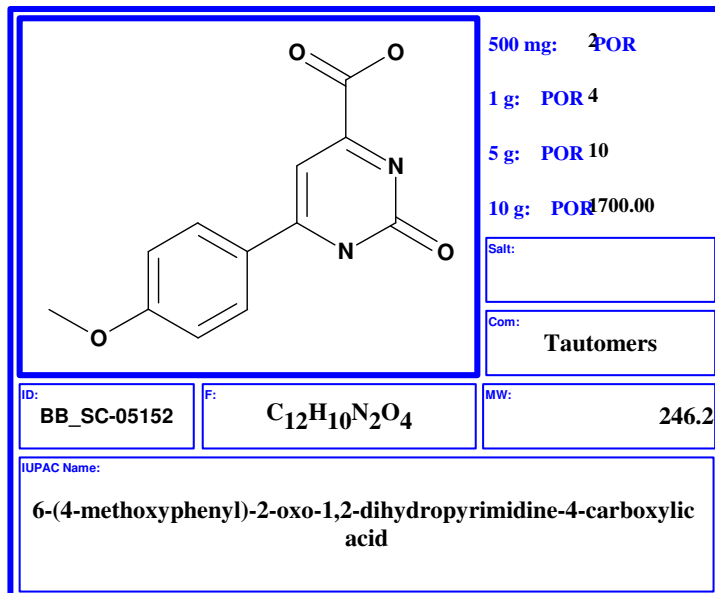 O
O
N
N
O
O
500 mg: 2POR
1 g: POR 4
5 g: POR 10
10 g: POR1700.00
Salt:
Com:
Tautomers
ID:
BB_SC-05152
F:
C12H10N2O4
MW:
246.2
IUPAC Name:
6-(4-methoxyphenyl)-2-oxo-1,2-dihydropyrimidine-4-carboxylic
acid